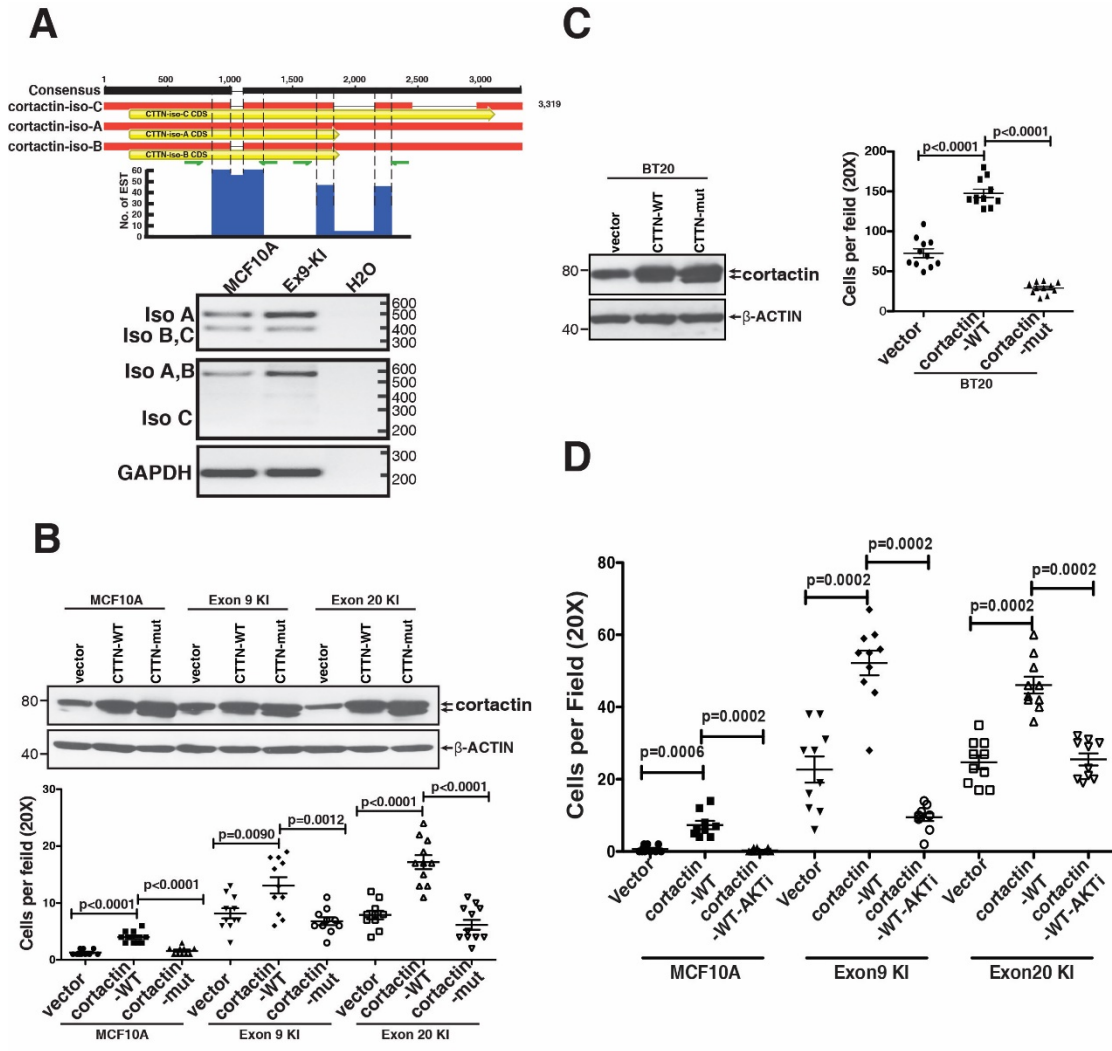 A
1 500 1,000 1,500 2,000 2,500 3,000
Consensus
cortactin-iso-C 3,319
CTTN-iso-C CDS
cortactin-iso-A
CTTN-iso-A CDS
cortactin-iso-B
CTTN-iso-B CDS
No. of EST
60
50
40
30
20
10
0
MCF10A Ex9-KI H2O
Iso A
Iso B,C
600
500
400
300
Iso A,B
Iso C
600
500
400
300
200
GAPDH
300
200
B
MCF10A Exon 9 KI Exon 20 KI
vector CTTN-WT CTTN-mut vector CTTN-WT CTTN-mut vector CTTN-WT CTTN-mut
80 cortactin
40 β-ACTIN
Cells per feild (20X)
30
20
10
0
p<0.0001 p<0.0001
p=0.0090 p=0.0012
p<0.0001 p<0.0001
vector cortactin -WT cortactin -mut vector cortactin -WT cortactin -mut vector cortactin -WT cortactin -mut
MCF10A Exon 9 KI Exon 20 KI
C
BT20
vector CTTN-WT CTTN-mut
80 cortactin
40 β-ACTIN
Cells per feild (20X)
200
150
100
50
0
p<0.0001
p<0.0001
vector cortactin -WT cortactin -mut
BT20
D
Cells per Field (20X)
80
60
40
20
0
p=0.0006
p=0.0002
p=0.0002
p=0.0002
p=0.0002
p=0.0002
Vector cortactin -WT cortactin -WT-AKTi Vector cortactin -WT cortactin -WT-AKTi Vector cortactin -WT cortactin -WT-AKTi
MCF10A Exon9 KI Exon20 KI